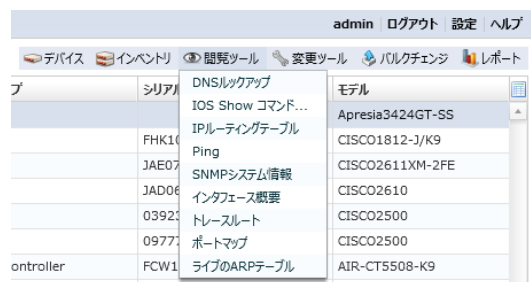 admin ログアウト 設定 ヘルプ
デバイス インベントリ 閲覧ツール 変更ツール バルクチェンジ レポート
プ シリアル モデル
DNSルックアップ
IOS Show コマンド...
IPルーティングテーブル
Ping
SNMPシステム情報
インタフェース概要
トレースルート
ポートマップ
ライブのARPテーブル
Apresia3424GT-SS
FHK10 CISCO1812-J/K9
JAE07 CISCO2611XM-2FE
JAD06 CISCO2610
03923 CISCO2500
09777 CISCO2500
ontroller FCW1 AIR-CT5508-K9